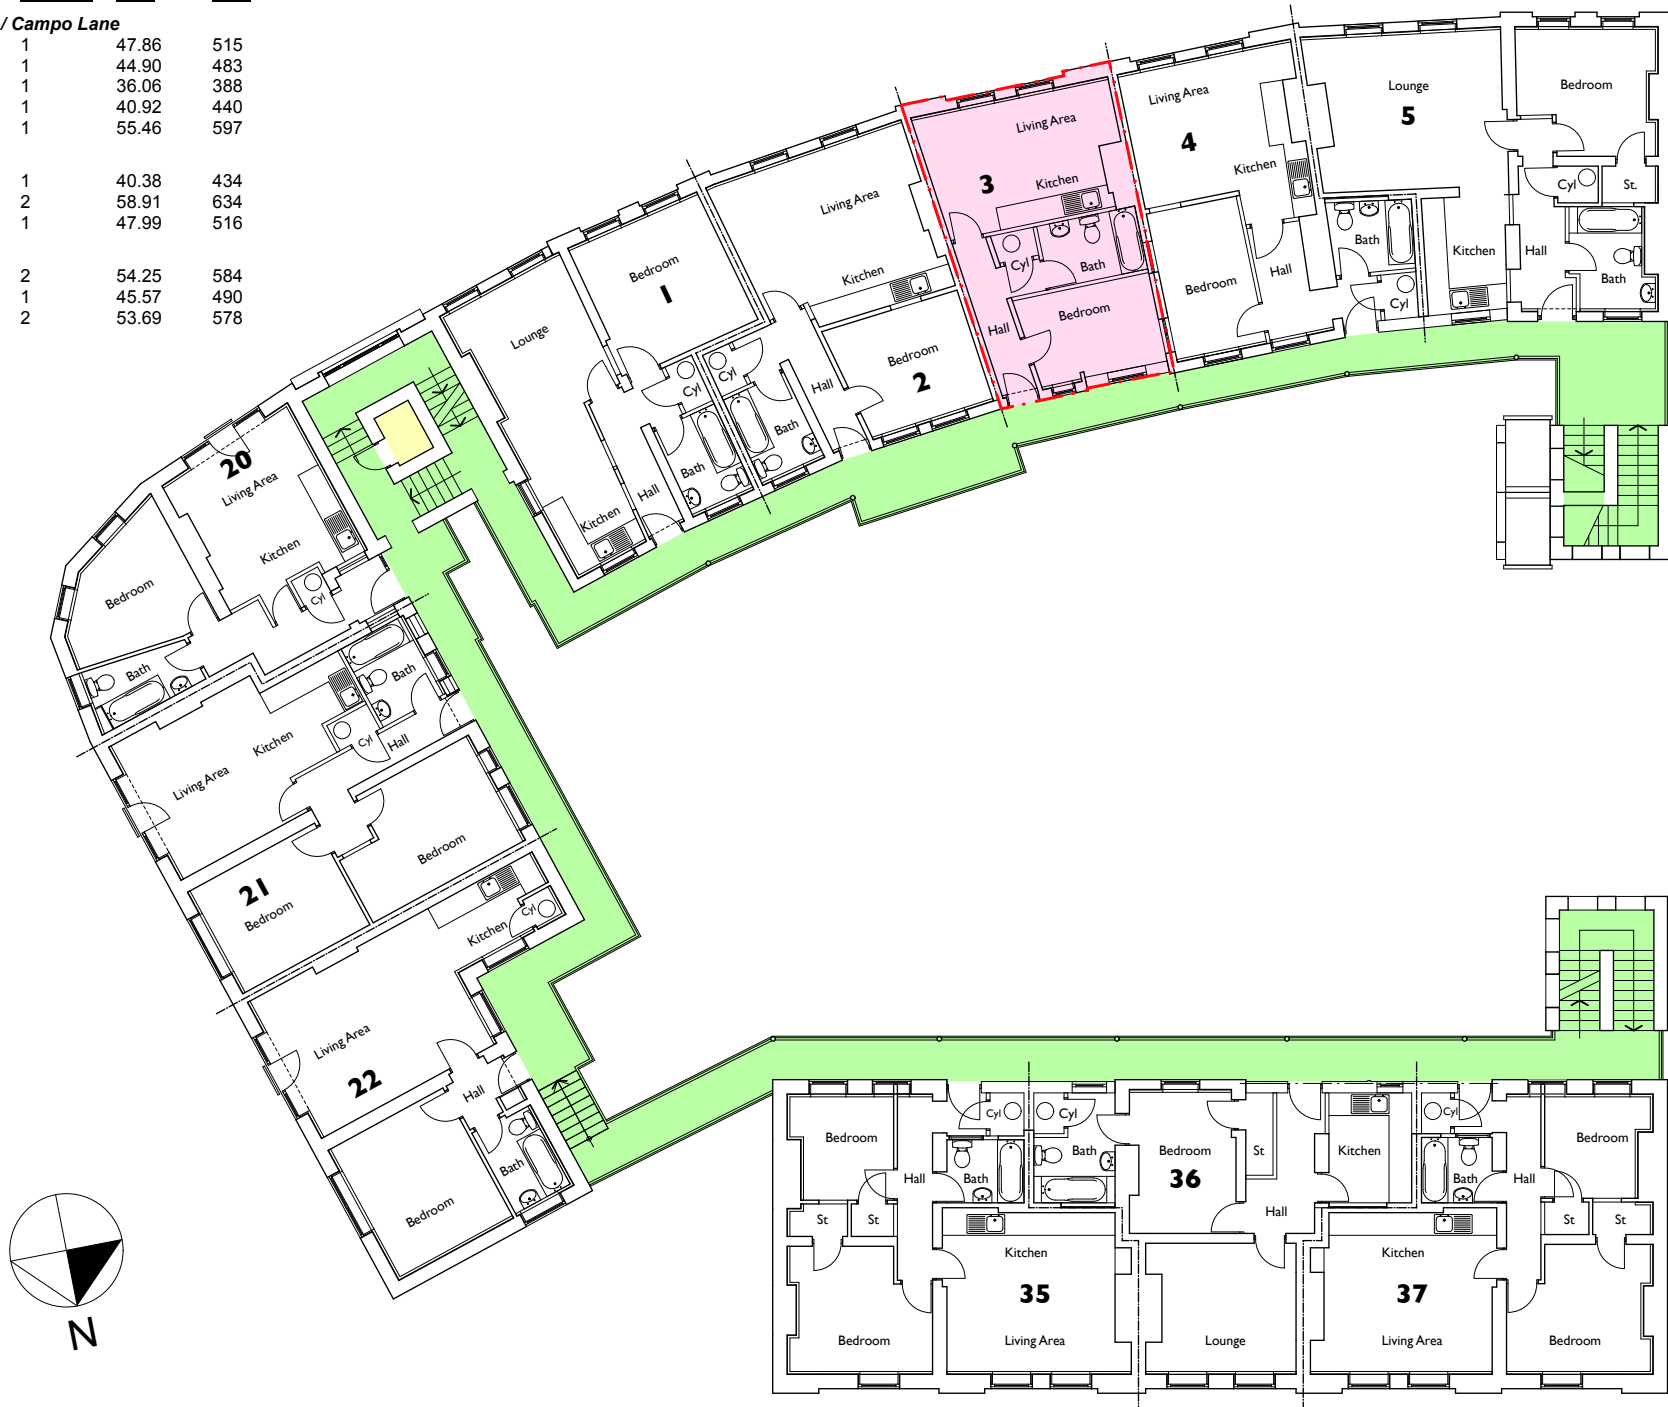 / Campo Lane
1 47.86 515
1 44.90 483
1 36.06 388
1 40.92 440
1 55.46 597
1 40.38 434
2 58.91 634
1 47.99 516
2 54.25 584
1 45.57 490
2 53.69 578
Lounge
Bedroom
1
Cyl
Hall
Bath
Kitchen
Living Area
Kitchen
Cyl
Hall
Bath
Bedroom
2
Living Area
3
Kitchen
Cyl
Bath
Hall
Bedroom
Living Area
4
Kitchen
Bedroom
Hall
Bath
Cyl
Lounge
5
Bedroom
Cyl
St.
Kitchen
Hall
Bath
20
Living Area
Kitchen
Bedroom
Cyl
Bath
Bath
Kitchen
Cyl
Hall
Living Area
Bedroom
21
Bedroom
Cyl
Kitchen
Living Area
22
Hall
Bath
Bedroom
N
Bedroom
Cyl
Hall
Bath
St
St
Kitchen
35
Bedroom
Living Area
Cyl
Bath
Bedroom
36
St
Kitchen
Hall
Lounge
Cyl
Bath
Hall
Bedroom
St
St
Kitchen
37
Living Area
Bedroom